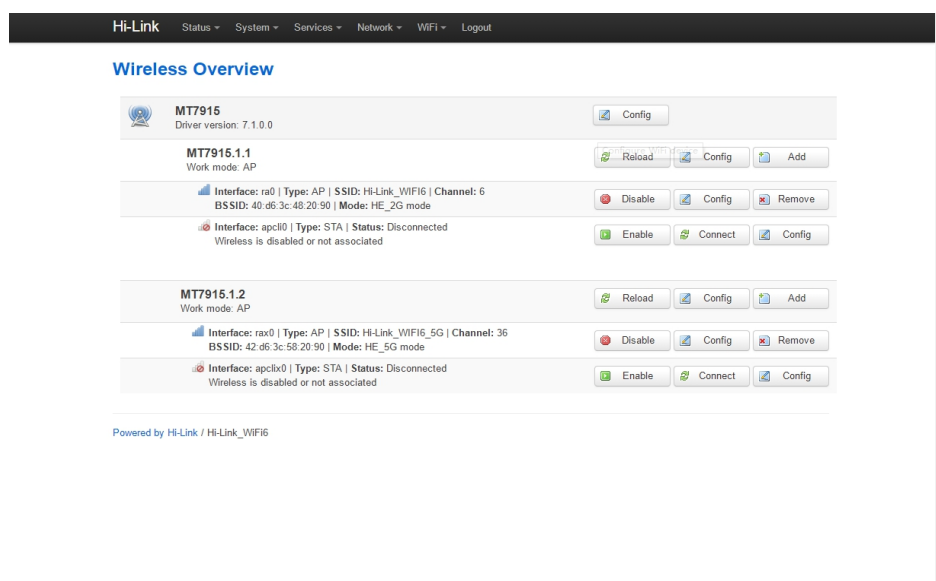 Hi-Link Status System Services Network WiFi Logout
Wireless Overview
MT7915
Driver version: 7.1.0.0
Config
MT7915.1.1
Work mode: AP
Configure WiFi device
Reload Config Add
Interface: ra0 | Type: AP | SSID: Hi-Link_WIFI6 | Channel: 6
BSSID: 40:d6:3c:48:20:90 | Mode: HE_2G mode
Disable Config Remove
Interface: apcli0 | Type: STA | Status: Disconnected
Wireless is disabled or not associated
Enable Connect Config
MT7915.1.2
Work mode: AP
Reload Config Add
Interface: rax0 | Type: AP | SSID: Hi-Link_WIFI6_5G | Channel: 36
BSSID: 42:d6:3c:58:20:90 | Mode: HE_5G mode
Disable Config Remove
Interface: apclix0 | Type: STA | Status: Disconnected
Wireless is disabled or not associated
Enable Connect Config
Powered by Hi-Link / Hi-Link_WiFi6